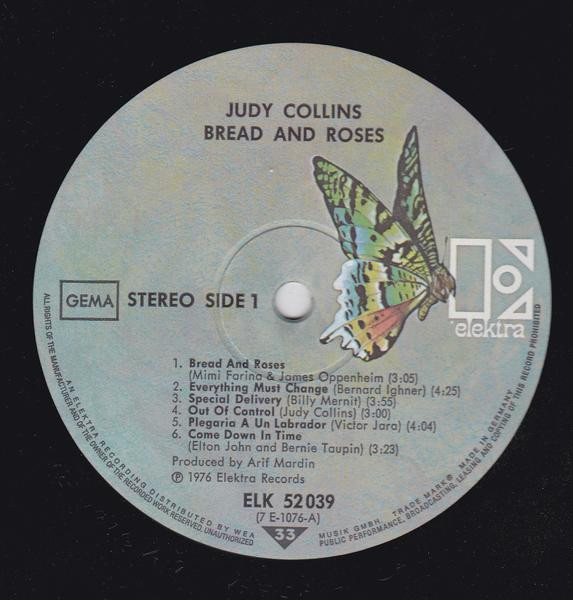 JUDY COLLINS
BREAD AND ROSES
GEMA
STEREO SIDE 1
elektra
1. Bread And Roses
(Mimi Farina & James Oppenheim (3:05)
2. Everything Must Change (Bernard Ighner) (4:25)
3. Special Delivery (Billy Mernit) (3:55)
4. Out Of Control (Judy Collins) (3:00)
5. Plegaria A Un Labrador (Victor Jara) (4:04)
6. Come Down In Time
(Elton John and Bernie Taupin) (3:23)
Produced by Arif Mardin
℗ 1976 Elektra Records
ELK 52 039
(7 E-1076-A)
33
ALL RIGHTS OF THE MANUFACTURER AND OF THE OWNER OF THE RECORDED WORK RESERVED. UNAUTHORIZED
PUBLIC PERFORMANCE, BROADCASTING, LEASING AND COPYING OF THIS RECORD PROHIBITED
AN ELEKTRA RECORDING DISTRIBUTED BY WEA
MUSIK GMBH. TRADE MARK® MADE IN GERMANY